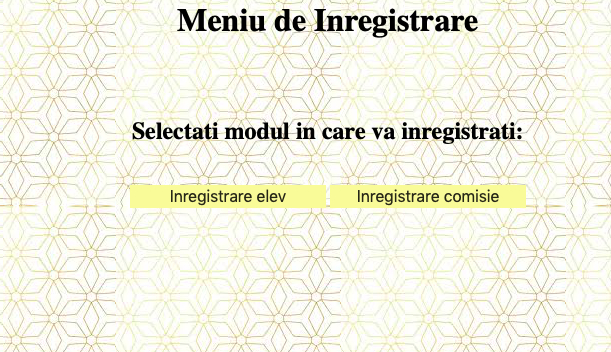 Meniu de Inregistrare
Selectati modul in care va inregistrati:
Inregistrare elev Inregistrare comisie